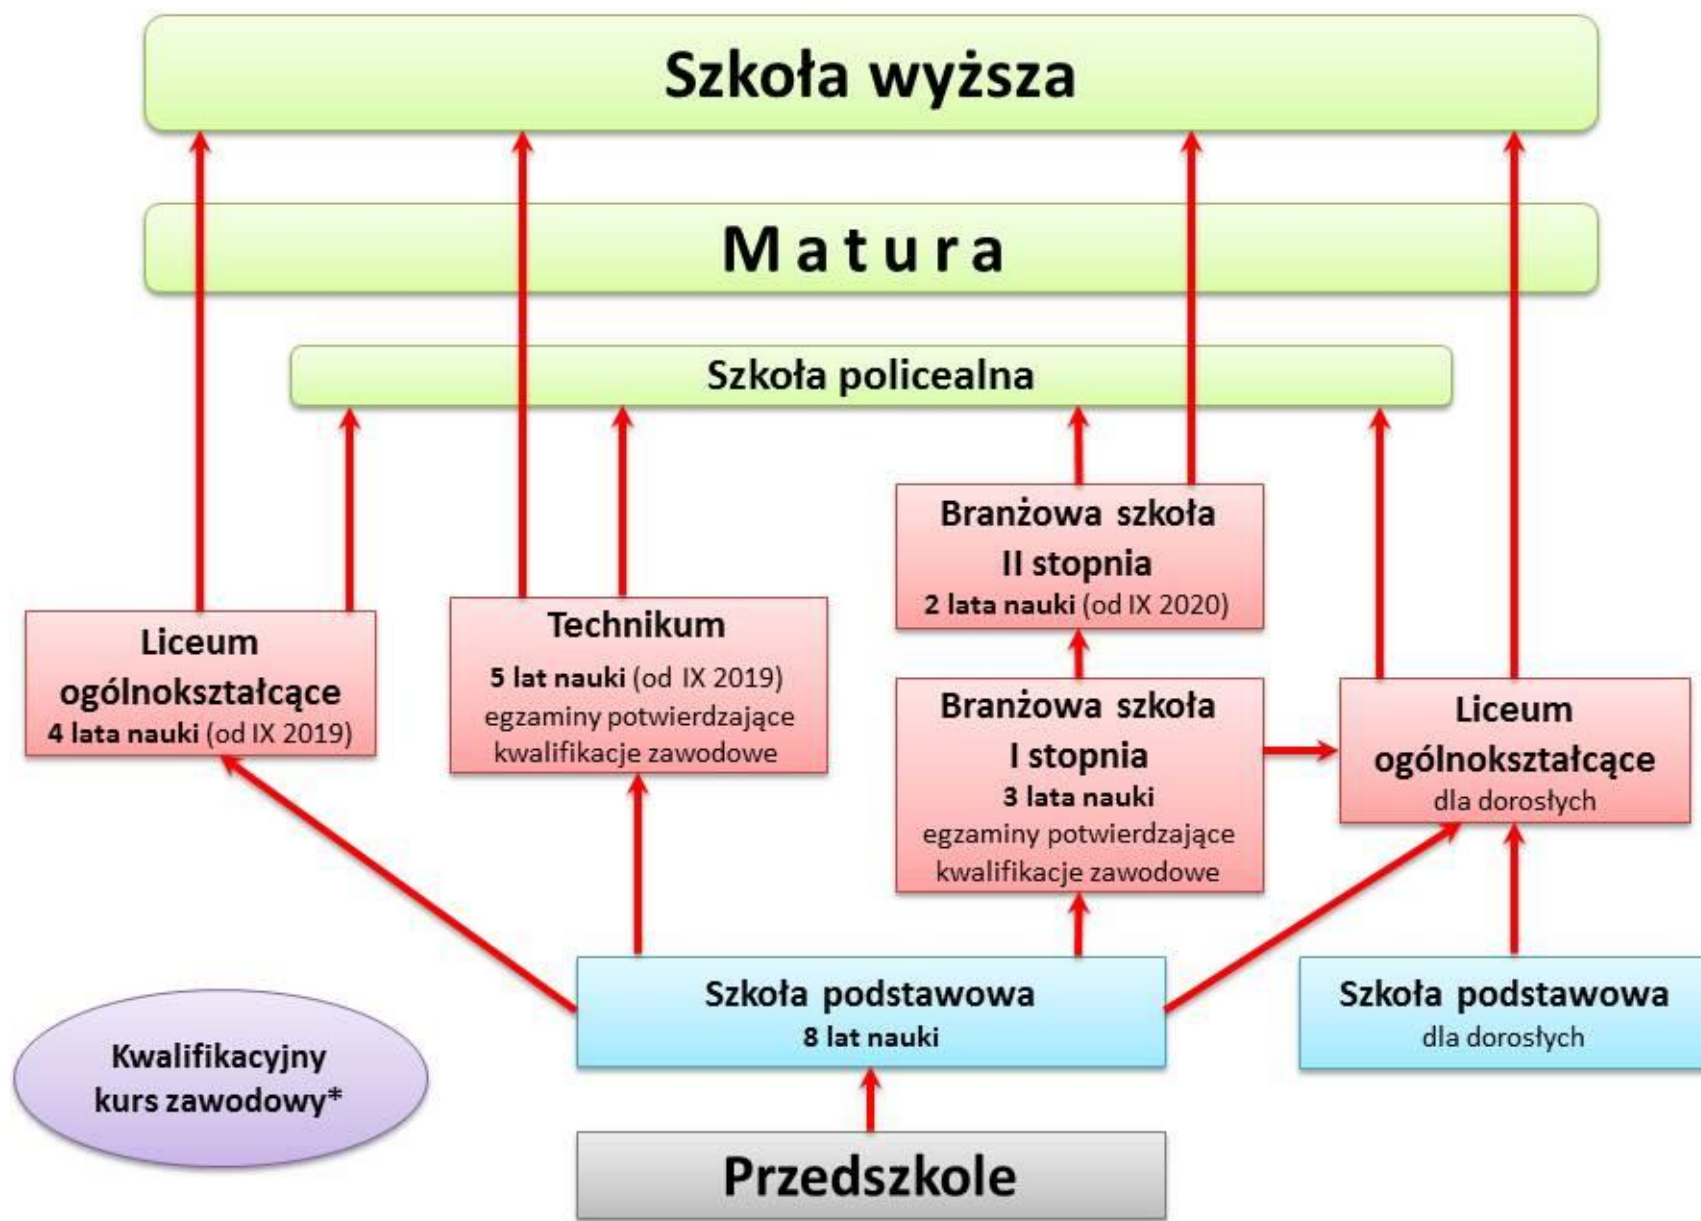 Szkoła wyższa
Matura
Szkoła policealna
Liceum
ogólnokształcące
4 lata nauki (od IX 2019)
Technikum
5 lat nauki (od IX 2019)
egzaminy potwierdzające
kwalifikacje zawodowe
Branżowa szkoła
II stopnia
2 lata nauki (od IX 2020)
Branżowa szkoła
I stopnia
3 lata nauki
egzaminy potwierdzające
kwalifikacje zawodowe
Liceum
ogólnokształcące
dla dorosłych
Szkoła podstawowa
8 lat nauki
Szkoła podstawowa
dla dorosłych
Kwalifikacyjny
kurs zawodowy*
Przedszkole